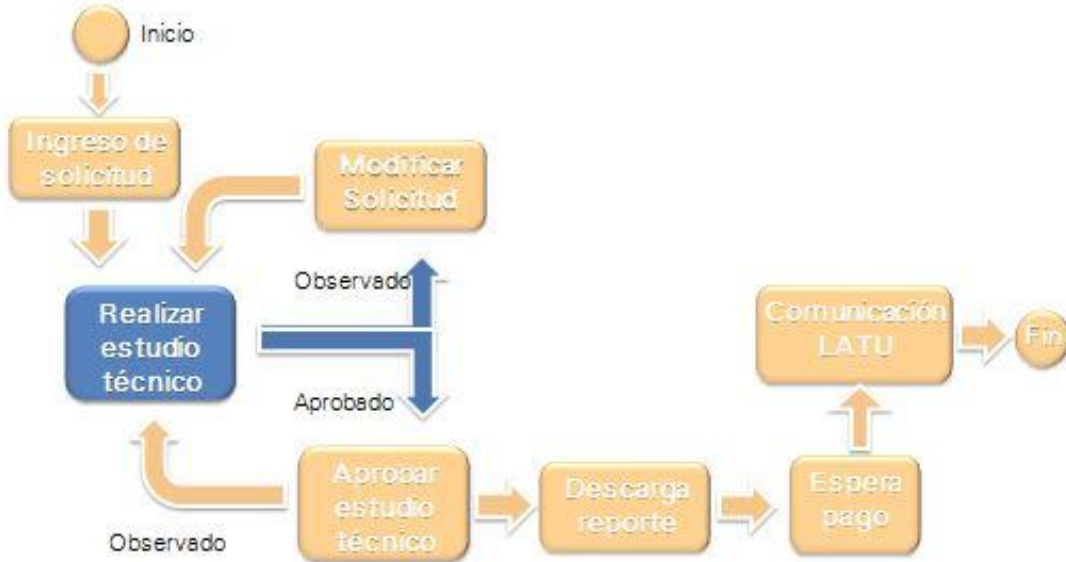 Inicio
Ingreso de
solicitud
Modificar
Solicitud
Observado
Realizar
estudio
técnico
Aprobado
Comunicación
LATU
Fin
Aprobar
estudio
técnico
Descarga
reporte
Espera
pago
Observado